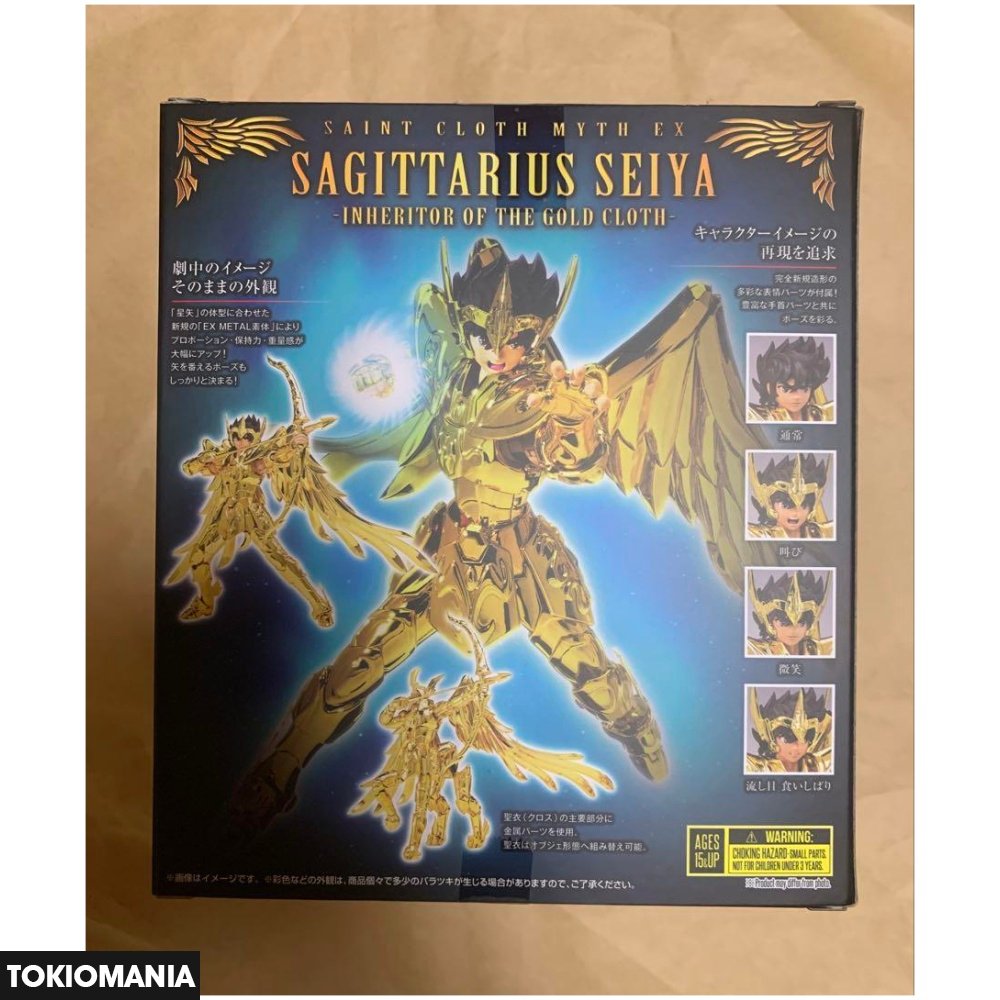 SAINT CLOTH MYTH EX
SAGITTARIUS SEIYA
-INHERITOR OF THE GOLD CLOTH-
劇中のイメージ
そのままの外観
「星矢」の体型に合わせた
新規の「EX METAL素体」により
プロポーション・保持力・重量感が
大幅にアップ!
矢を番えるポーズも
しっかりと決まる!
キャラクターイメージの
再現を追求
完全新規造形の
多彩な表情パーツが付属!
豊富な手首パーツと共に
ポーズを彩る.
通常
叫び
微笑
流し目 食いしばり
聖衣(クロス)の主要部分に
金属パーツを使用.
聖衣はオブジェ形態へ組み替え可能.
AGES
15&UP
WARNING:
CHOKING HAZARD-SMALL PARTS.
NOT FOR CHILDREN UNDER 3 YEARS.
※画像はイメージです. ※彩色などの外観は、商品個々で多少のバラツキが生じる場合がありますので、ご了承ください.
※Product may differ from photo.
TOKIOMANIA